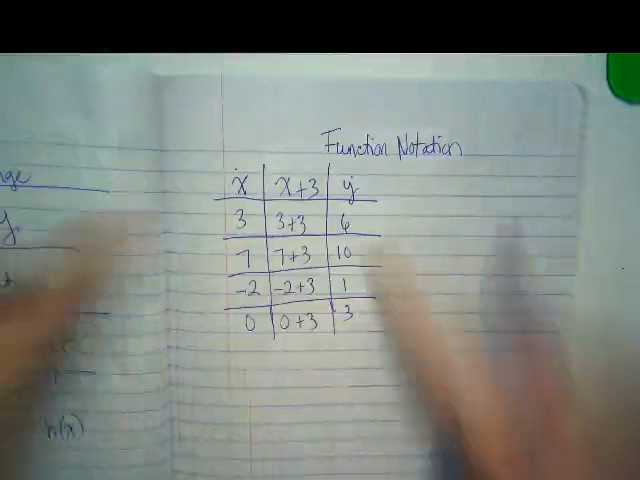 nge
y
h(x)
Function Notation
x x+3 y
3 3+3 6
7 7+3 10
-2 -2+3 1
0 0+3 3